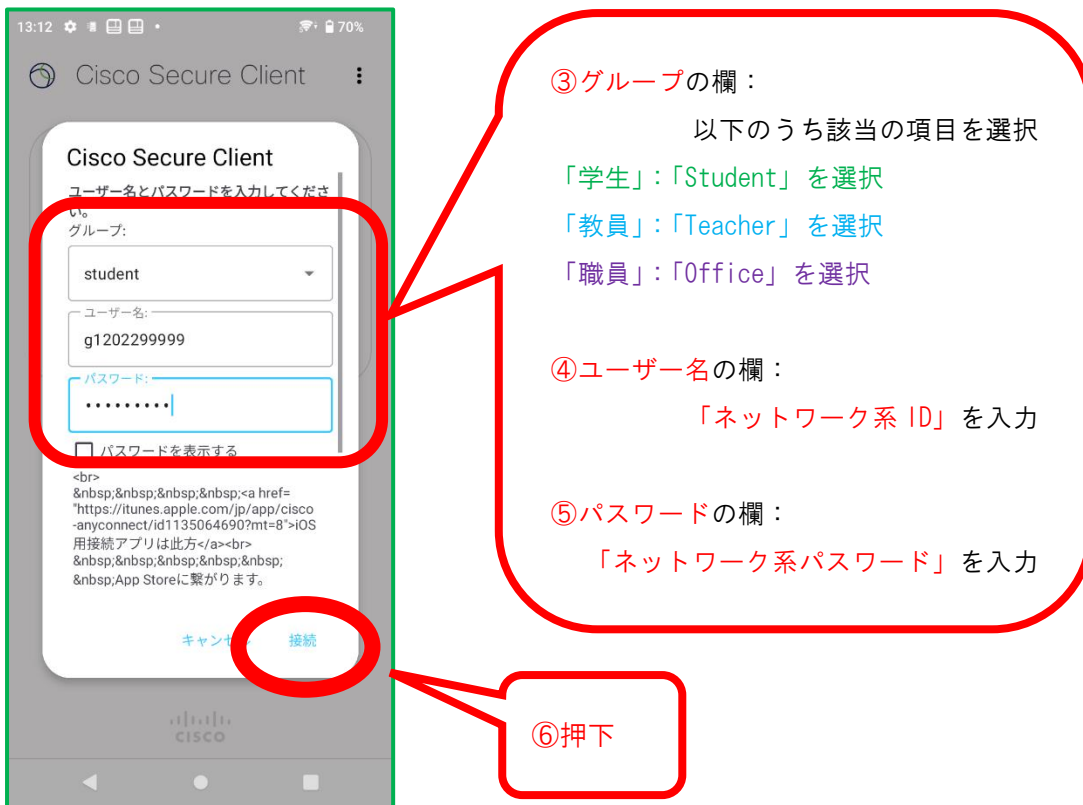 13:12
70%
Cisco Secure Client
Cisco Secure Client
ユーザー名とパスワードを入力してくださ
い。
グループ:
student
ユーザー名:
g1202299999
パスワード:
•••••••••
パスワードを表示する
<br>
&nbsp;&nbsp;&nbsp;&nbsp;<a href=
"https://itunes.apple.com/jp/app/cisco
-anyconnect/id1135064690?mt=8">iOS
用接続アプリは此方</a><br>
&nbsp;&nbsp;&nbsp;&nbsp;&nbsp;
&nbsp;App Storeに繋がります。
接続
CISCO
③グループの欄：
以下のうち該当の項目を選択
「学生」：「Student」を選択
「教員」：「Teacher」を選択
「職員」：「Office」を選択
④ユーザー名の欄：
「ネットワーク系 ID」を入力
⑤パスワードの欄：
「ネットワーク系パスワード」を入力
⑥押下